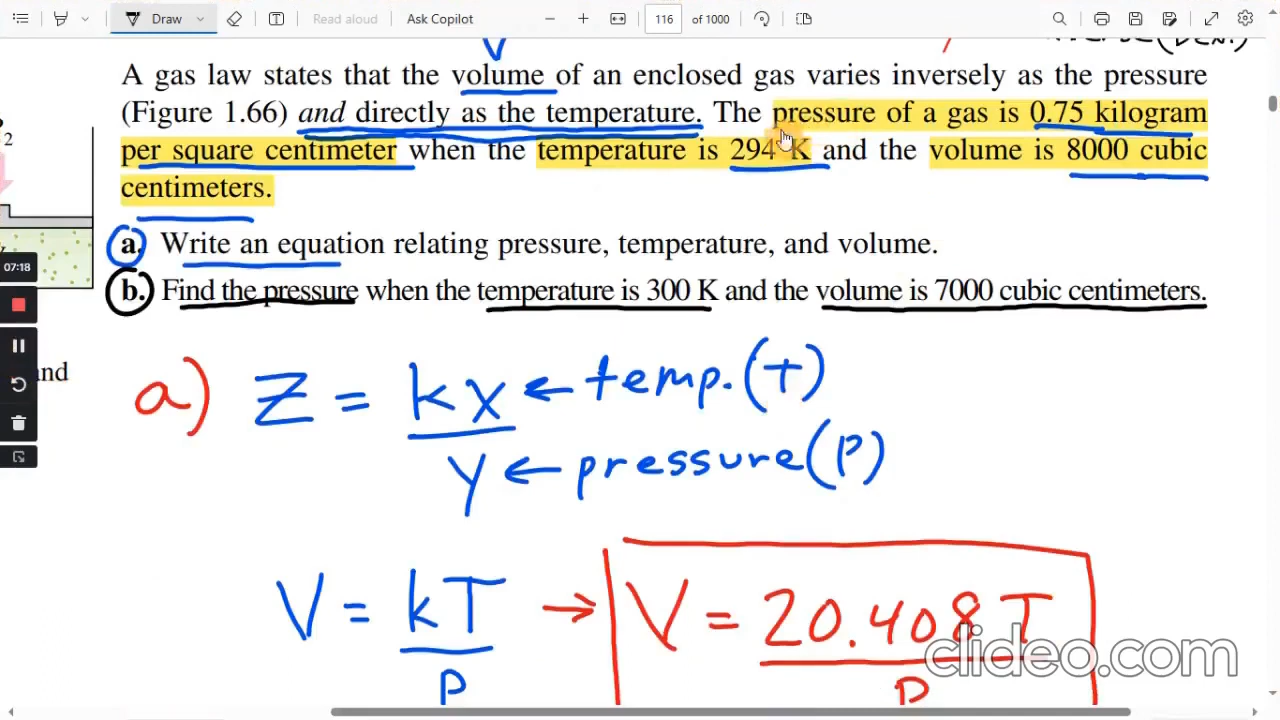 Draw
Read aloud
Ask Copilot
116 of 1000
V
A gas law states that the volume of an enclosed gas varies inversely as the pressure
(Figure 1.66) and directly as the temperature. The pressure of a gas is 0.75 kilogram
per square centimeter when the temperature is 294 K and the volume is 8000 cubic
centimeters.
a. Write an equation relating pressure, temperature, and volume.
b. Find the pressure when the temperature is 300 K and the volume is 7000 cubic centimeters.
2
07:18
and
a) Z = kx ← temp. (T)
y ← pressure (P)
V = kT → V = 20.408 T
P P
clideo.com